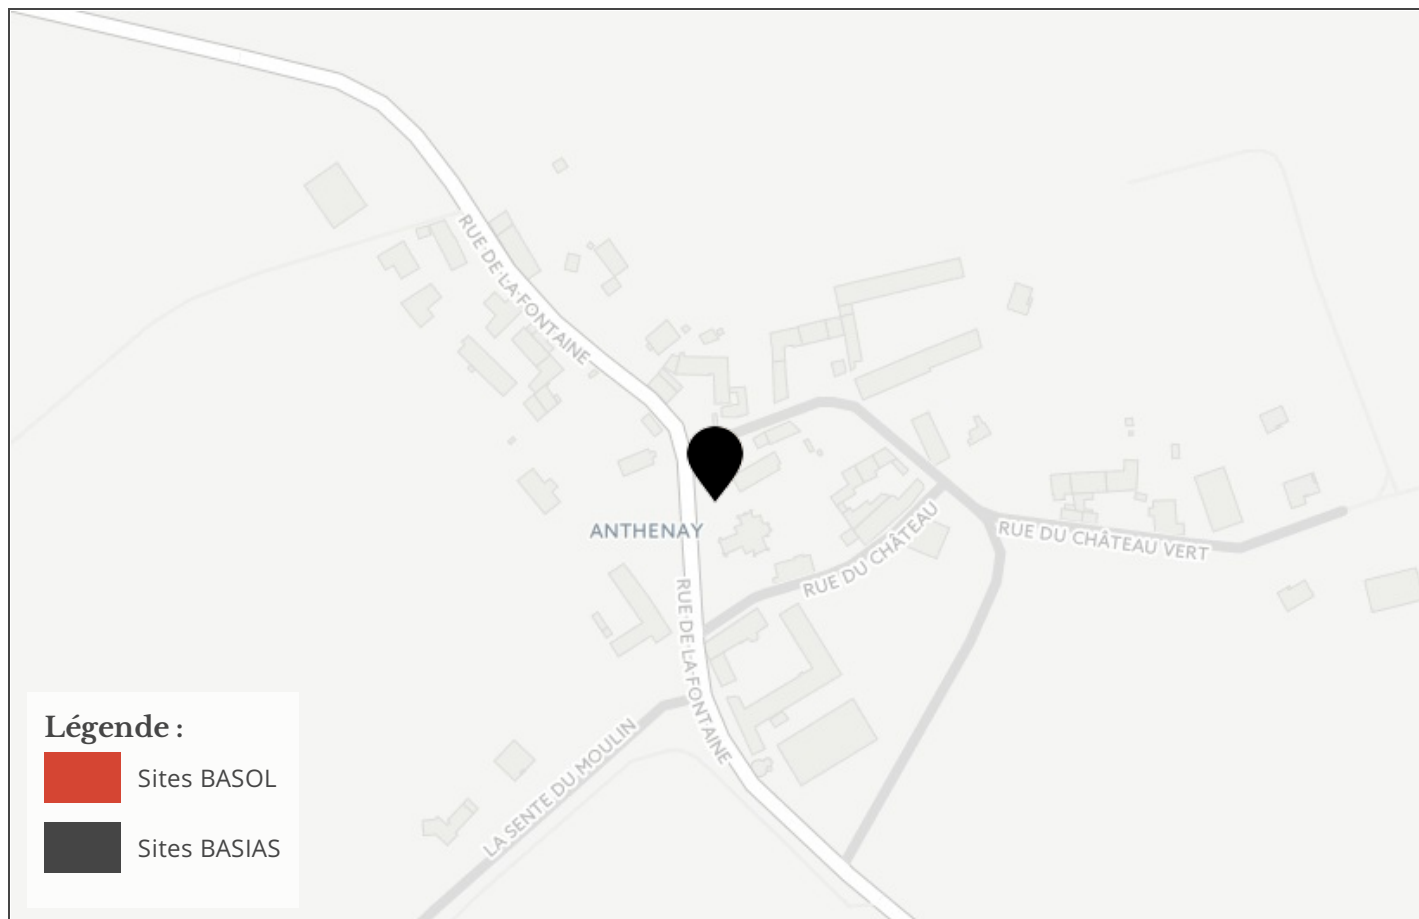 RUE DE LA FONTAINE
ANTHENAY
RUE DU CHÂTEAU
RUE DU CHÂTEAU VERT
RUE DE LA FONTAINE
LA SENTE DU MOULIN
Légende :
Sites BASOL
Sites BASIAS